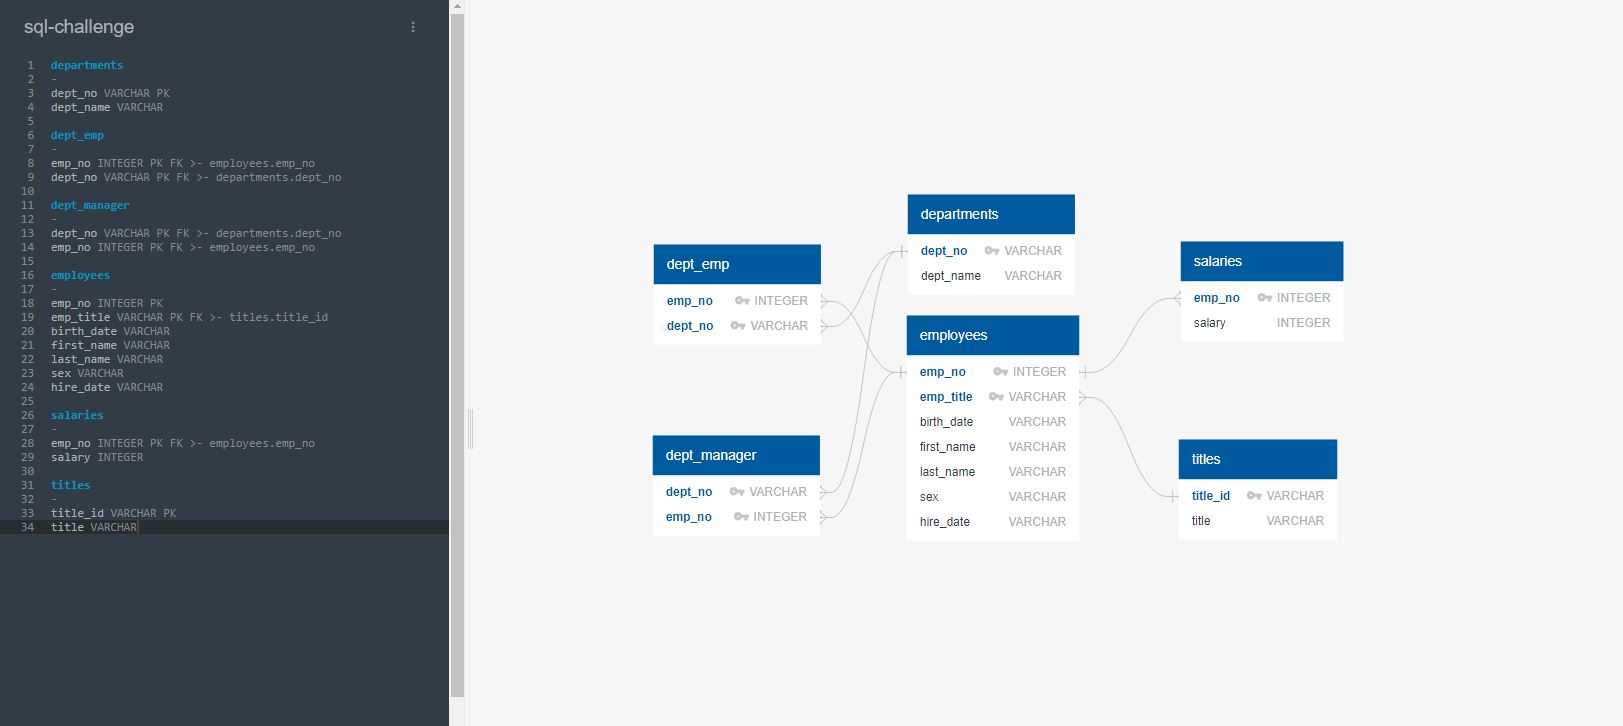 sql-challenge
1 departments
2 -
3 dept_no VARCHAR PK
4 dept_name VARCHAR
5
6 dept_emp
7 -
8 emp_no INTEGER PK FK >- employees.emp_no
9 dept_no VARCHAR PK FK >- departments.dept_no
10
11 dept_manager
12 -
13 dept_no VARCHAR PK FK >- departments.dept_no
14 emp_no INTEGER PK FK >- employees.emp_no
15
16 employees
17 -
18 emp_no INTEGER PK
19 emp_title VARCHAR PK FK >- titles.title_id
20 birth_date VARCHAR
21 first_name VARCHAR
22 last_name VARCHAR
23 sex VARCHAR
24 hire_date VARCHAR
25
26 salaries
27 -
28 emp_no INTEGER PK FK >- employees.emp_no
29 salary INTEGER
30
31 titles
32 -
33 title_id VARCHAR PK
34 title VARCHAR
dept_emp
emp_no INTEGER
dept_no VARCHAR
dept_manager
dept_no VARCHAR
emp_no INTEGER
departments
dept_no VARCHAR
dept_name VARCHAR
employees
emp_no INTEGER
emp_title VARCHAR
birth_date VARCHAR
first_name VARCHAR
last_name VARCHAR
sex VARCHAR
hire_date VARCHAR
salaries
emp_no INTEGER
salary INTEGER
titles
title_id VARCHAR
title VARCHAR